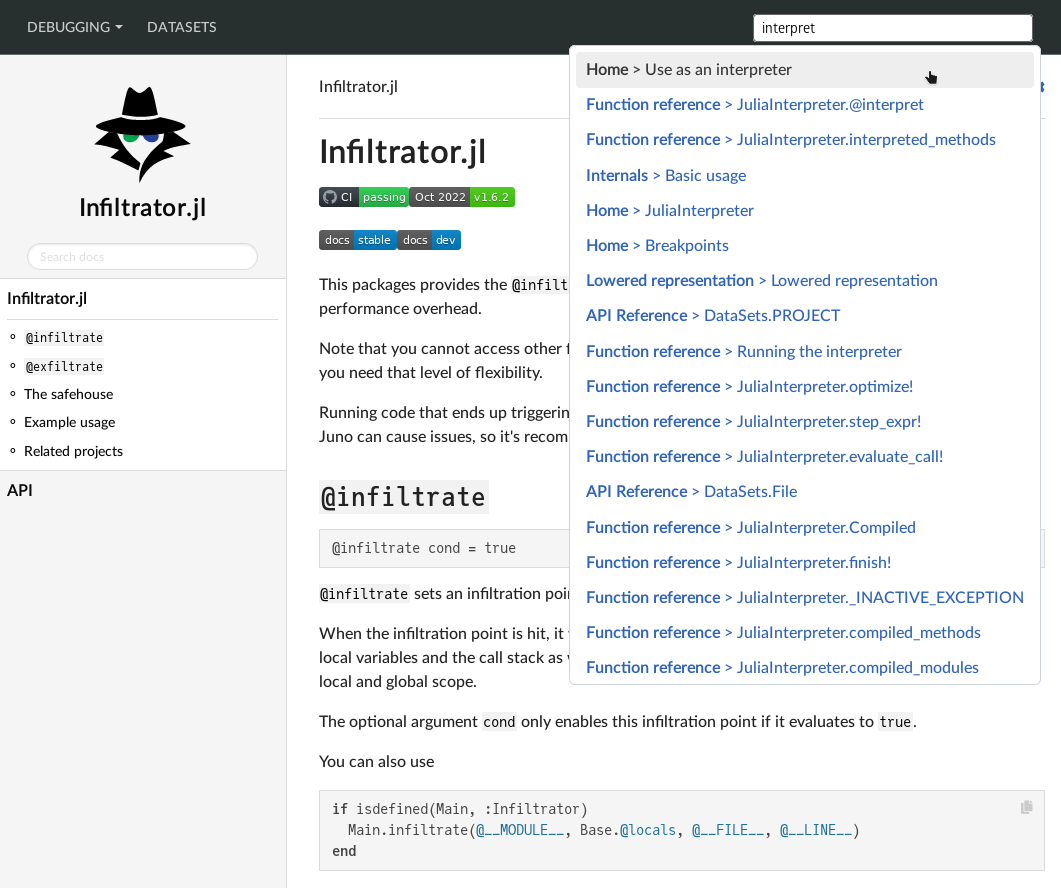 DEBUGGING DATASETS interpret
Infiltrator.jl
Search docs
Infiltrator.jl
@infiltrate
@exfiltrate
The safehouse
Example usage
Related projects
API
Infiltrator.jl
Infiltrator.jl
CI passing Oct 2022 v1.6.2
docs stable docs dev
This packages provides the @infilt
performance overhead.
Note that you cannot access other
you need that level of flexibility.
Running code that ends up triggerin
Juno can cause issues, so it's recom
@infiltrate
@infiltrate cond = true
@infiltrate sets an infiltration poi
When the infiltration point is hit, it
local variables and the call stack as
local and global scope.
The optional argument cond only enables this infiltration point if it evaluates to true.
You can also use
if isdefined(Main, :Infiltrator)
Main.infiltrate(@__MODULE__, Base.@locals, @__FILE__, @__LINE__)
end
Home > Use as an interpreter
Function reference > JuliaInterpreter.@interpret
Function reference > JuliaInterpreter.interpreted_methods
Internals > Basic usage
Home > JuliaInterpreter
Home > Breakpoints
Lowered representation > Lowered representation
API Reference > DataSets.PROJECT
Function reference > Running the interpreter
Function reference > JuliaInterpreter.optimize!
Function reference > JuliaInterpreter.step_expr!
Function reference > JuliaInterpreter.evaluate_call!
API Reference > DataSets.File
Function reference > JuliaInterpreter.Compiled
Function reference > JuliaInterpreter.finish!
Function reference > JuliaInterpreter._INACTIVE_EXCEPTION
Function reference > JuliaInterpreter.compiled_methods
Function reference > JuliaInterpreter.compiled_modules